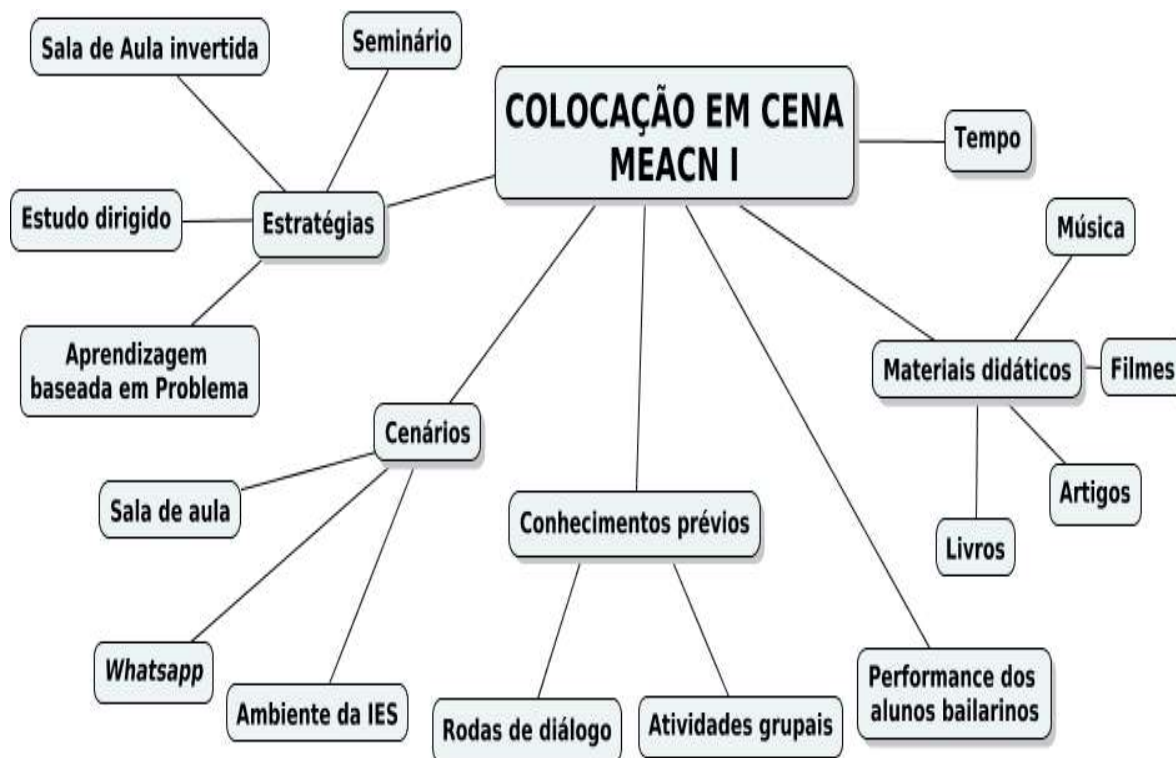 Sala de Aula invertida
Seminário
COLOCAÇÃO EM CENA
MEACN I
Tempo
Estudo dirigido
Estratégias
Música
Aprendizagem
baseada em Problema
Materiais didáticos
Filmes
Cenários
Sala de aula
Conhecimentos prévios
Artigos
Livros
Whatsapp
Ambiente da IES
Rodas de diálogo
Atividades grupais
Performance dos
alunos bailarinos